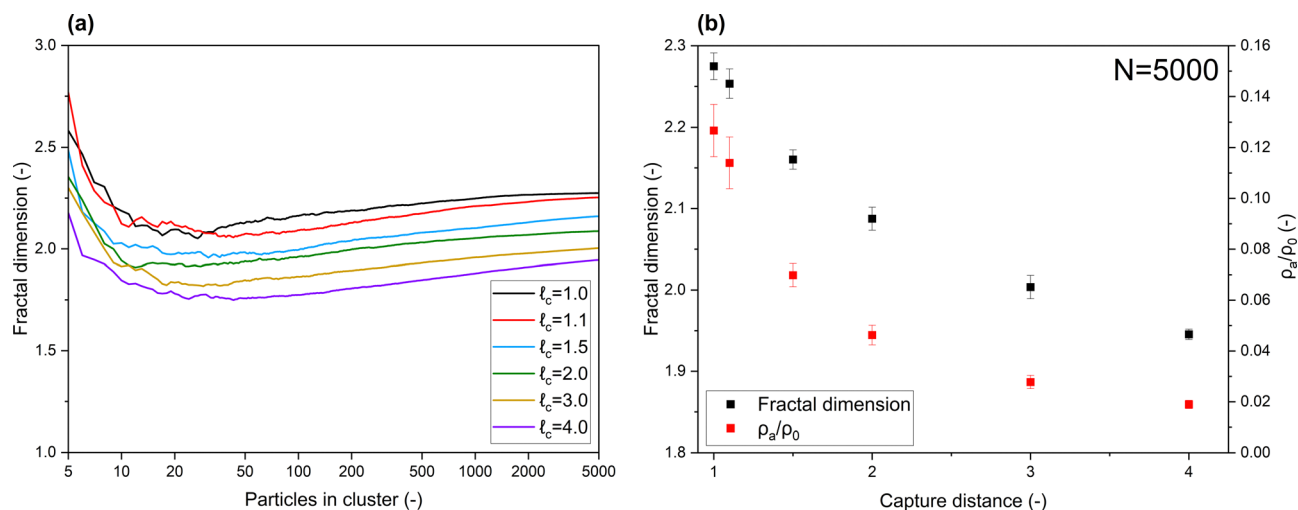 (a)
3.0
2.5
2.0
1.5
1.0
Fractal dimension (-)
5 10 20 50 100 200 500 1000 2000 5000
Particles in cluster (-)
ℓc=1.0
ℓc=1.1
ℓc=1.5
ℓc=2.0
ℓc=3.0
ℓc=4.0
(b)
N=5000
2.3
2.2
2.1
2.0
1.9
1.8
Fractal dimension (-)
1 2 3 4
Capture distance (-)
0.16
0.14
0.12
0.10
0.08
0.06
0.04
0.02
0.00
ρa/ρ0 (-)
Fractal dimension
ρa/ρ0